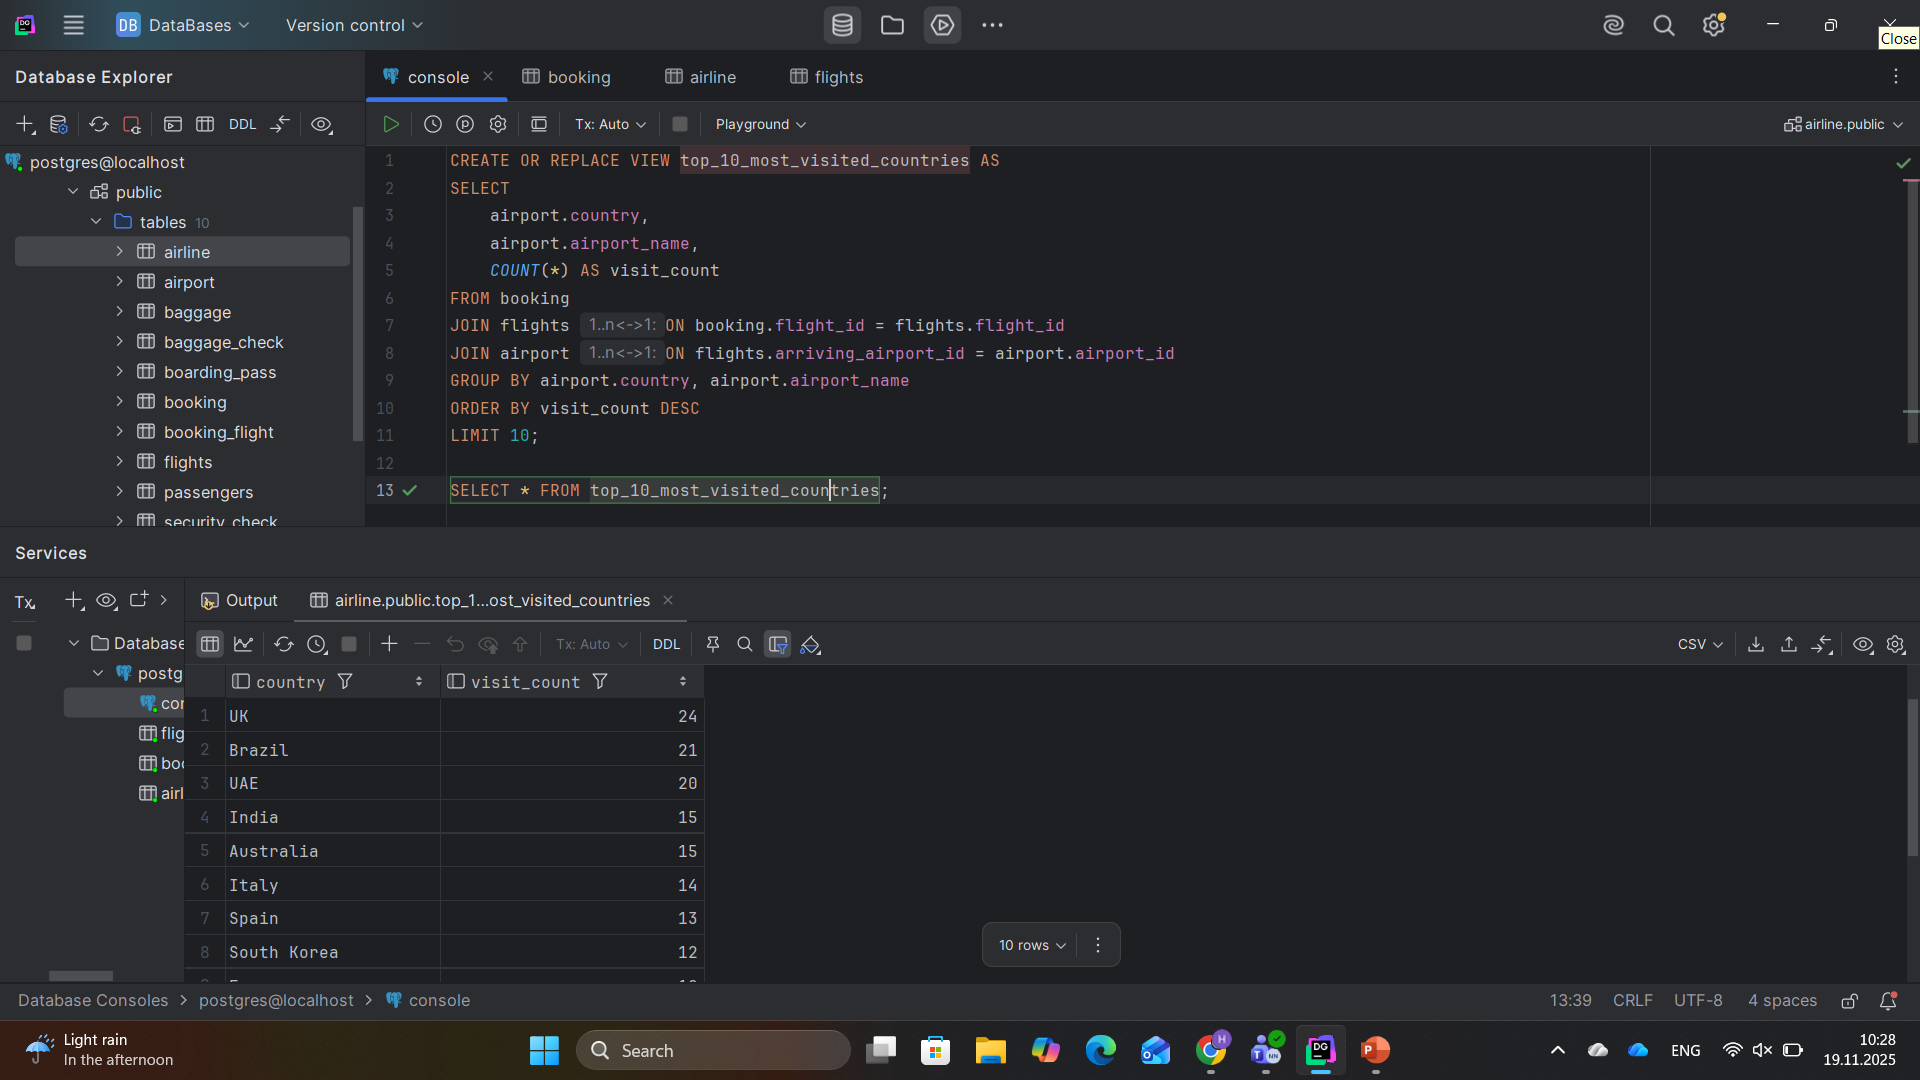 DB DataBases
Version control
Close
Database Explorer
console
booking
airline
flights
DDL
Tx: Auto
Playground
airline.public
postgres@localhost
public
tables 10
airline
airport
baggage
baggage_check
boarding_pass
booking
booking_flight
flights
passengers
security_check
1 CREATE OR REPLACE VIEW top_10_most_visited_countries AS
2 SELECT
3 airport.country,
4 airport.airport_name,
5 COUNT(*) AS visit_count
6 FROM booking
7 JOIN flights 1..n<->1: ON booking.flight_id = flights.flight_id
8 JOIN airport 1..n<->1: ON flights.arriving_airport_id = airport.airport_id
9 GROUP BY airport.country, airport.airport_name
10 ORDER BY visit_count DESC
11 LIMIT 10;
12
13 SELECT * FROM top_10_most_visited_countries;
Services
Tx
Output
airline.public.top_1...ost_visited_countries
Database
postg
cor
flig
boo
airl
Tx: Auto
DDL
CSV
country visit_count
1 UK 24
2 Brazil 21
3 UAE 20
4 India 15
5 Australia 15
6 Italy 14
7 Spain 13
8 South Korea 12
10 rows
Database Consoles > postgres@localhost > console
13:39 CRLF UTF-8 4 spaces
Light rain
In the afternoon
Search
ENG
10:28
19.11.2025